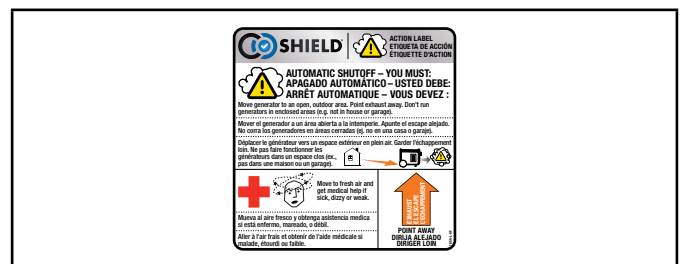 CO SHIELD®
ACTION LABEL
ETIQUETA DE ACCIÓN
ÉTIQUETTE D'ACTION
AUTOMATIC SHUTOFF – YOU MUST:
APAGADO AUTOMÁTICO – USTED DEBE:
ARRÊT AUTOMATIQUE – VOUS DEVEZ :
Move generator to an open, outdoor area. Point exhaust away. Don't run
generators in enclosed areas (e.g. not in house or garage).
Mover el generador a un área abierta a la intemperie. Apunte el escape alejado.
No corra los generadores en áreas cerradas (ej. no en una casa o garaje).
Déplacer le générateur vers un espace extérieur en plein air. Garder l'échappement
loin. Ne pas faire fonctionner les
générateurs dans un espace clos (ex.,
pas dans une maison ou un garage).
Move to fresh air and
get medical help if
sick, dizzy or weak.
Mueva al aire fresco y obtenga asistencia medica
si está enfermo, mareado, o débil.
Aller à l'air frais et obtenir de l'aide médicale si
malade, étourdi ou faible.
EXHAUST
EL ESCAPE
L'ÉCHAPPEMENT
POINT AWAY
DIRIJA ALEJADO
DIRIGER LOIN